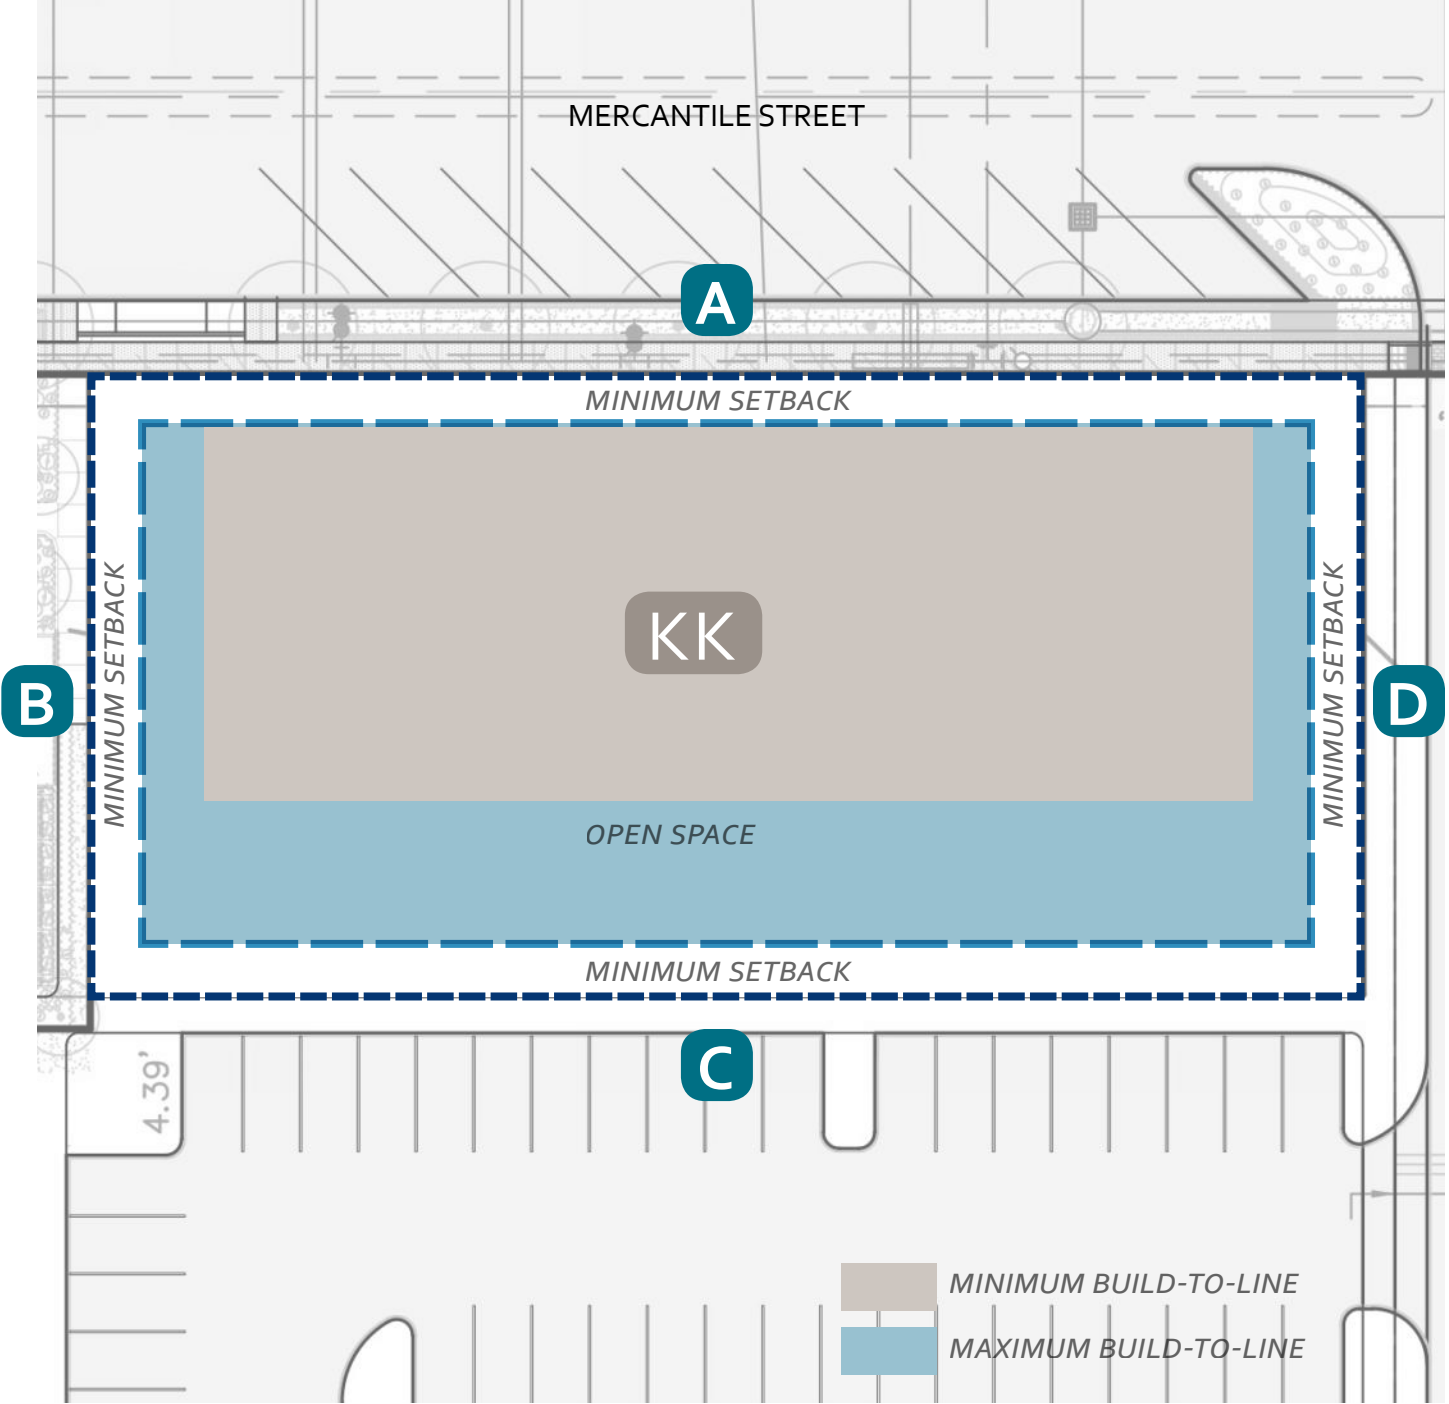 MERCANTILE STREET
A
MINIMUM SETBACK
MINIMUM SETBACK
KK
MINIMUM SETBACK
B
D
OPEN SPACE
MINIMUM SETBACK
C
4.39'
MINIMUM BUILD-TO-LINE
MAXIMUM BUILD-TO-LINE